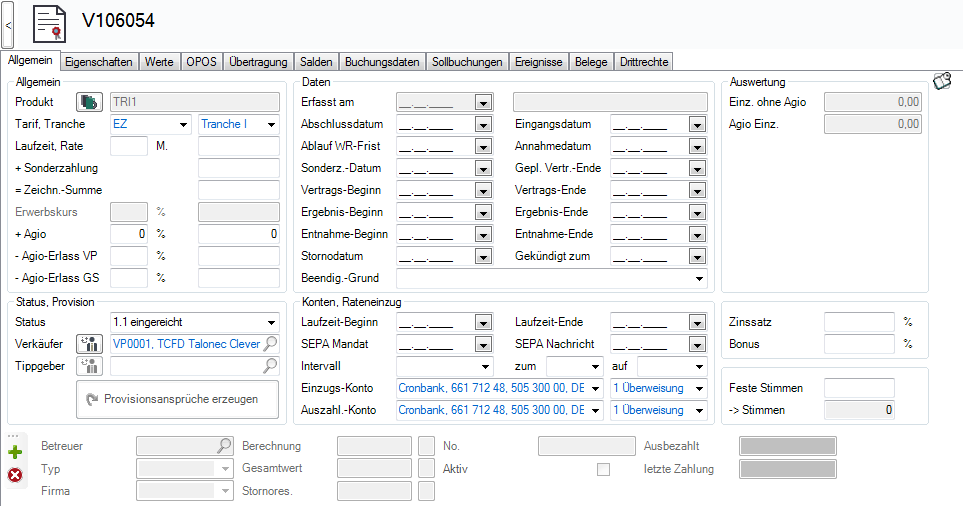 <
V106054
Allgemein Eigenschaften Werte OPOS Übertragung Salden Buchungsdaten Sollbuchungen Ereignisse Belege Drittrechte
Allgemein
Produkt TRI1
Tarif, Tranche EZ Tranche I
Laufzeit, Rate M.
+ Sonderzahlung
= Zeichn.-Summe
Erwerbskurs %
+ Agio 0 % 0
- Agio-Erlass VP %
- Agio-Erlass GS %
Daten
Erfasst am __.__.____
Abschlussdatum __.__.____ Eingangsdatum __.__.____
Ablauf WR-Frist __.__.____ Annahmedatum __.__.____
Sonderz.-Datum __.__.____ Gepl. Vertr.-Ende __.__.____
Vertrags-Beginn __.__.____ Vertrags-Ende __.__.____
Ergebnis-Beginn __.__.____ Ergebnis-Ende __.__.____
Entnahme-Beginn __.__.____ Entnahme-Ende __.__.____
Stornodatum __.__.____ Gekündigt zum __.__.____
Beendig.-Grund
Auswertung
Einz. ohne Agio 0,00
Agio Einz. 0,00
Status, Provision
Status 1.1 eingereicht
Verkäufer VP0001, TCFD Talonec Clever
Tippgeber
Provisionsansprüche erzeugen
Konten, Rateneinzug
Laufzeit-Beginn __.__.____ Laufzeit-Ende __.__.____
SEPA Mandat __.__.____ SEPA Nachricht __.__.____
Intervall zum auf
Einzugs-Konto Cronbank, 661 712 48, 505 300 00, DE 1 Überweisung
Auszahl.-Konto Cronbank, 661 712 48, 505 300 00, DE 1 Überweisung
Zinssatz %
Bonus %
Feste Stimmen
-> Stimmen 0
Betreuer Berechnung No. Ausbezahlt
Typ Gesamtwert Aktiv letzte Zahlung
Firma Stornores.